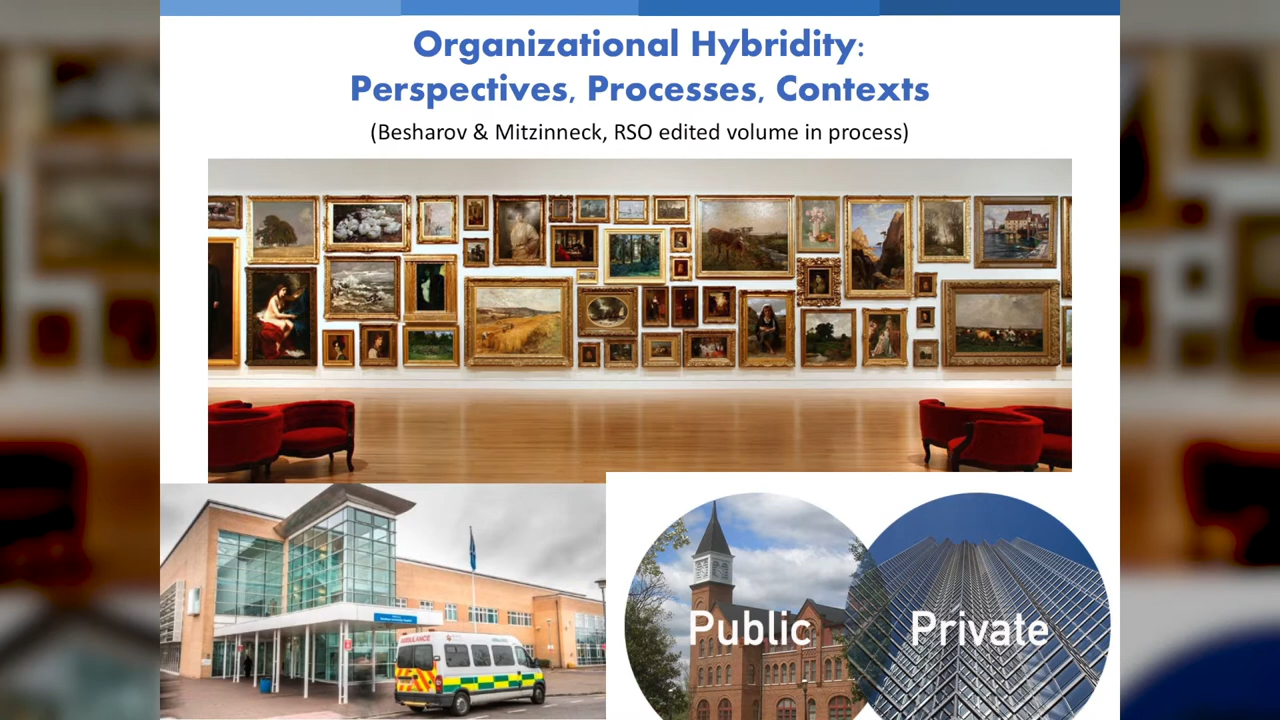 Organizational Hybridity:
Perspectives, Processes, Contexts
(Besharov & Mitzinneck, RSO edited volume in process)
AMBULANCE
Public
Private